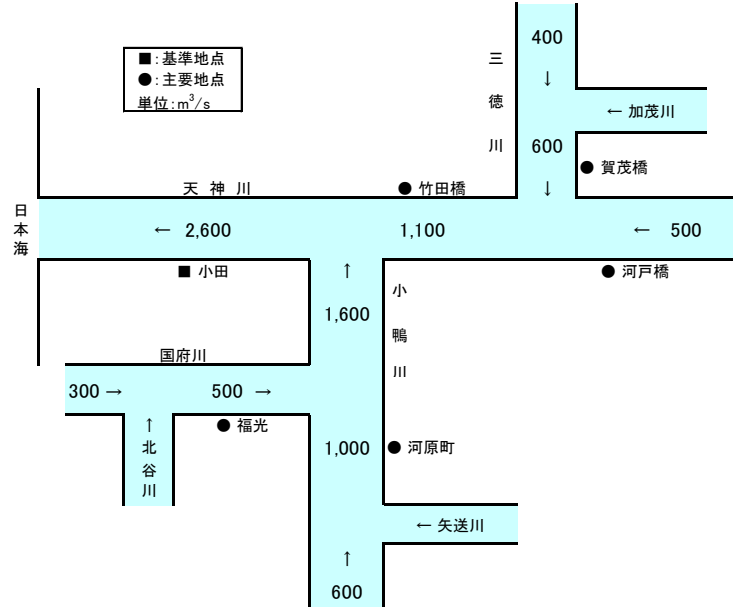 ■:基準地点
●:主要地点
単位:m³/s
三徳川
400
↓
← 加茂川
600
↓
● 賀茂橋
天神川
● 竹田橋
日本海
← 2,600
1,100
← 500
■ 小田
↑
1,600
小鴨川
● 河戸橋
国府川
300 →
500 →
↑
北谷川
● 福光
1,000
● 河原町
← 矢送川
↑
600